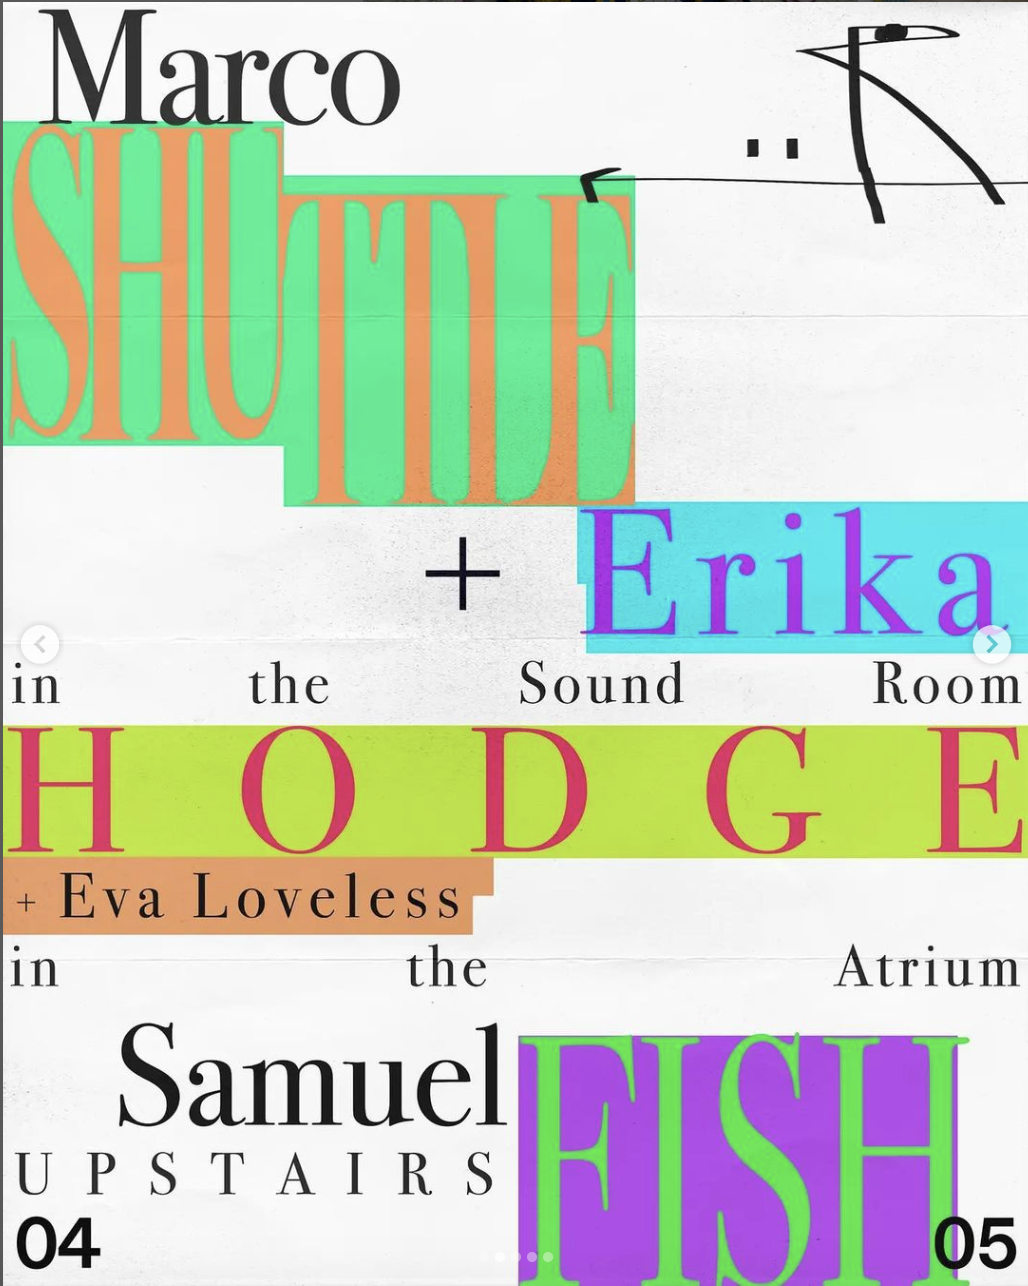 Marco
SHUTTLE
+ Erika
in the Sound Room
HODGE
+ Eva Loveless
in the Atrium
Samuel FISH
UPSTAIRS
04 05